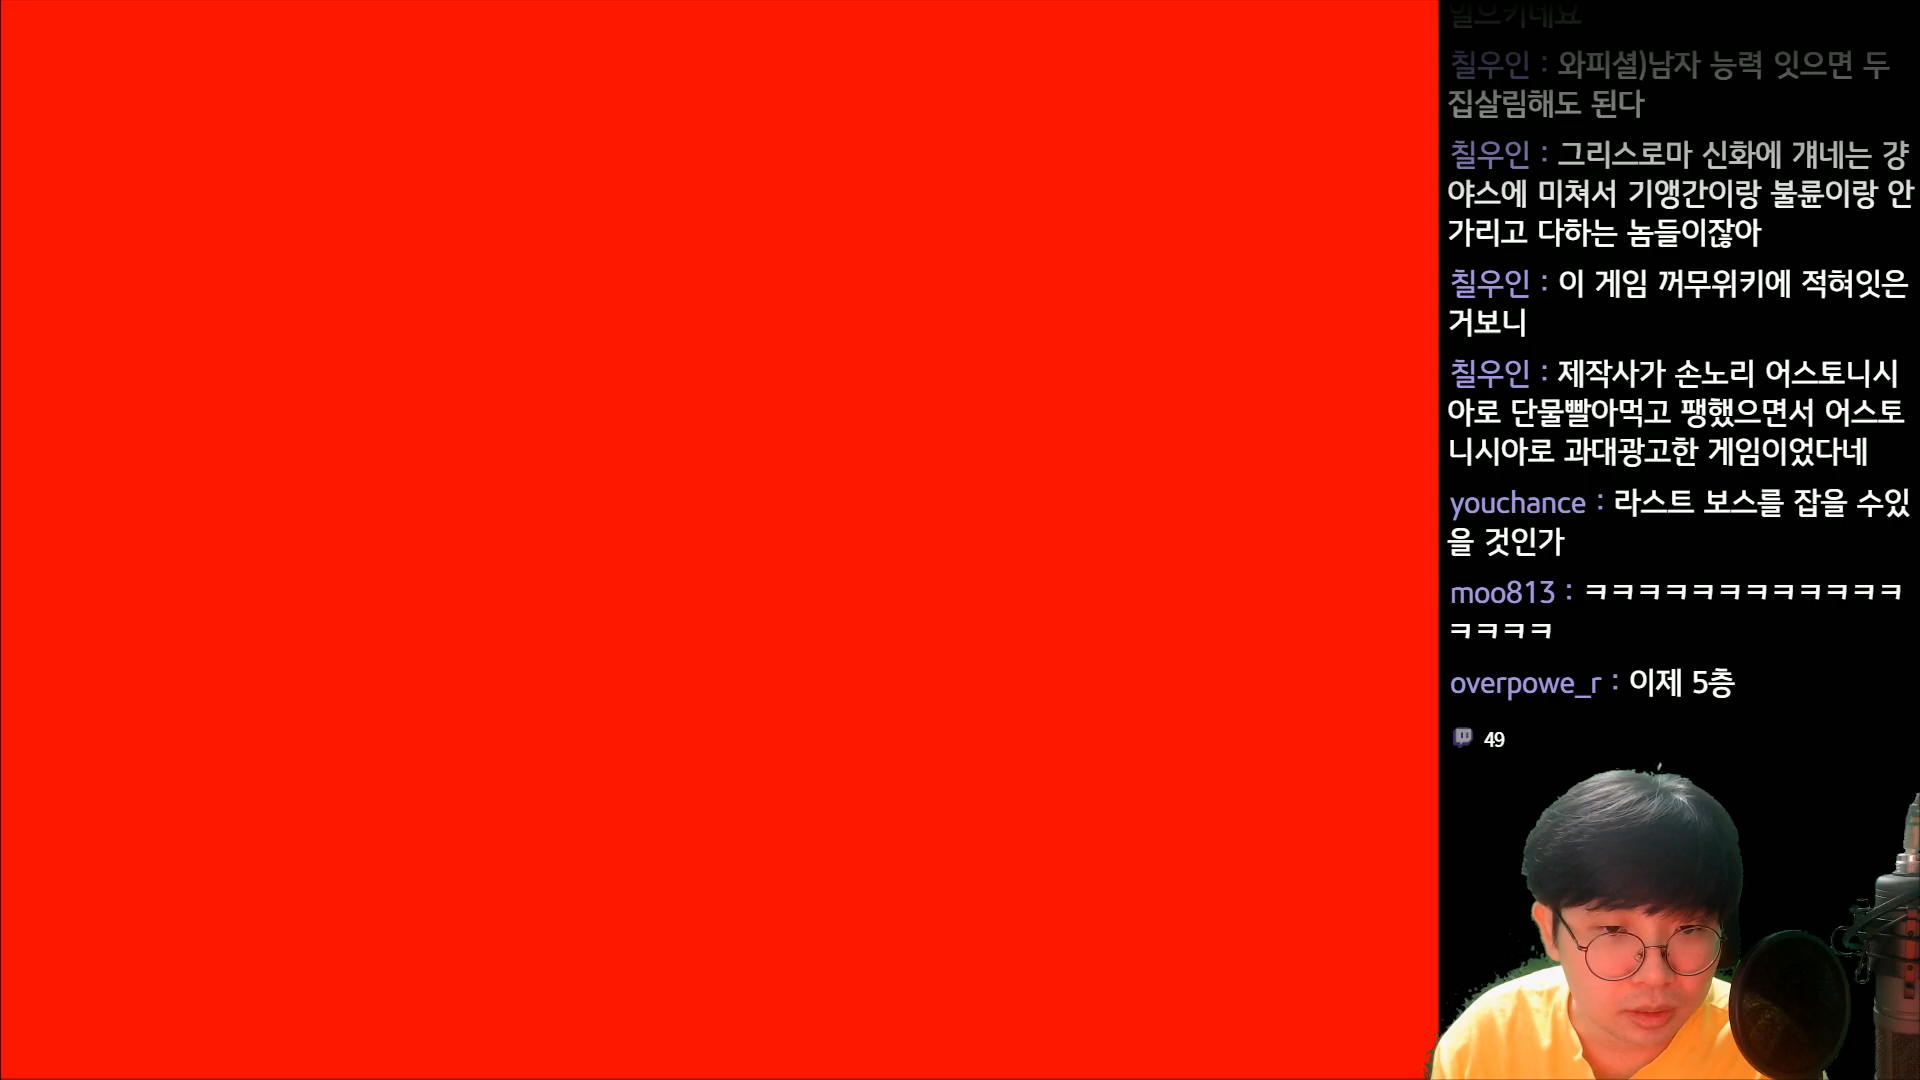 일으키네요
칠우인 : 와피셜)남자 능력 잇으면 두
집살림해도 된다
칠우인 : 그리스로마 신화에 걔네는 걍
야스에 미쳐서 기앵간이랑 불륜이랑 안
가리고 다하는 놈들이잖아
칠우인 : 이 게임 꺼무위키에 적혀잇은
거보니
칠우인 : 제작사가 손노리 어스토니시
아로 단물빨아먹고 팽했으면서 어스토
니시아로 과대광고한 게임이었다네
youchance : 라스트 보스를 잡을 수있
을 것인가
moo813 : ㅋㅋㅋㅋㅋㅋㅋㅋㅋㅋㅋㅋ
ㅋㅋㅋㅋ
overpowe_r : 이제 5층
49